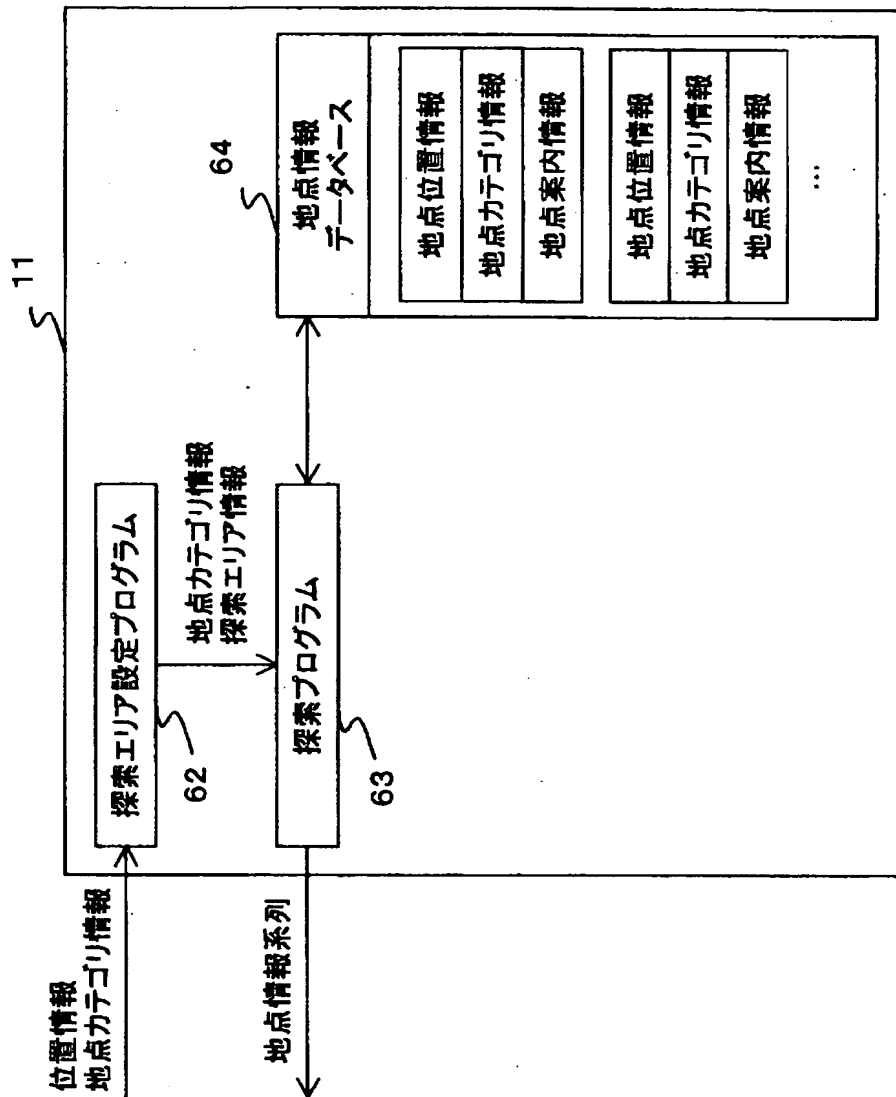 11
位置情報
地点カテゴリ情報
探索エリア設定プログラム
62
地点カテゴリ情報
探索エリア情報
地点情報系列
探索プログラム
63
64
地点情報
データベース
地点位置情報
地点カテゴリ情報
地点案内情報
地点位置情報
地点カテゴリ情報
地点案内情報
…